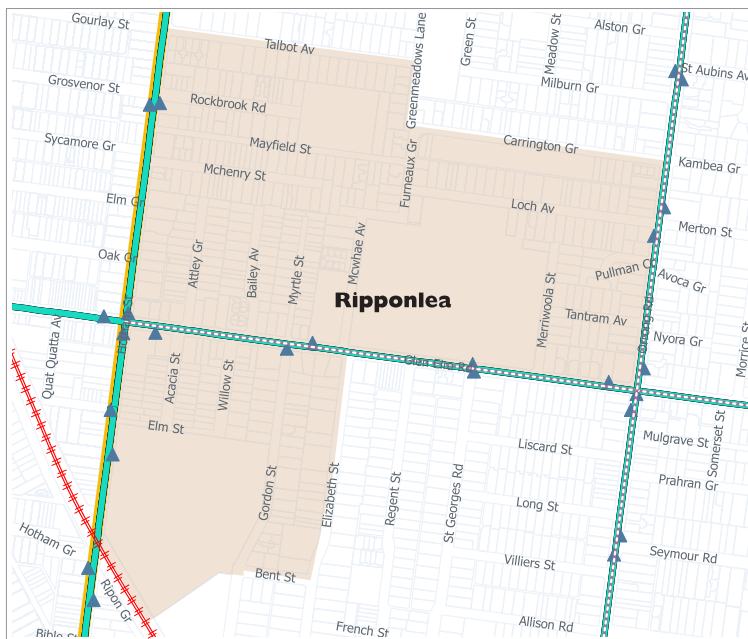 Gourlay St
Talbot Av
Greenmeadows Lane
Green St
Meadow St
Alston Gr
St Aubins Av
Grosvenor St
Rockbrook Rd
Milburn Gr
Sycamore Gr
Mayfield St
Carrington Gr
Kambea Gr
Mchenry St
Furneaux Gr
Loch Av
Merton St
Elm Gr
Oak Gr
Attley Gr
Bailey Av
Myrtle St
Mcwhae Av
Pullman Ct
Avoca Gr
Ripponlea
Merriwoola St
Tantram Av
Nyora Gr
Morrice St
Quat Quatta Av
Acacia St
Willow St
Glen Eira Rd
Elm St
Liscard St
Mulgrave St
Somerset St
Gordon St
Elizabeth St
Regent St
St Georges Rd
Prahran Gr
Long St
Hotham Gr
Villiers St
Seymour Rd
Bent St
Ripon Gr
French St
Allison Rd